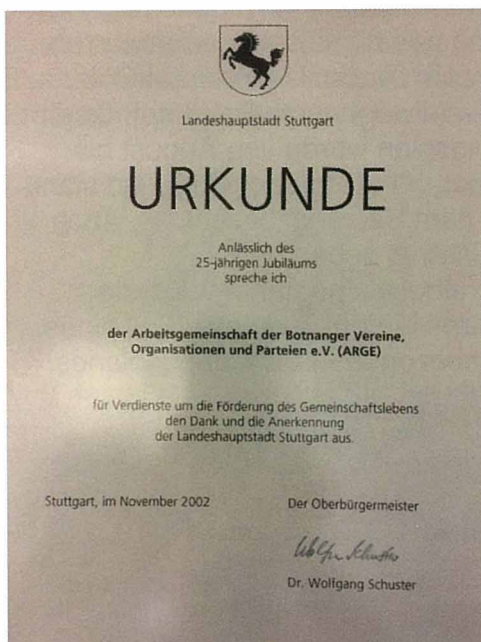 Landeshauptstadt Stuttgart
URKUNDE
Anlässlich des
25-jährigen Jubiläums
spreche ich
der Arbeitsgemeinschaft der Botnanger Vereine,
Organisationen und Parteien e.V. (ARGE)
für Verdienste um die Förderung des Gemeinschaftslebens
den Dank und die Anerkennung
der Landeshauptstadt Stuttgart aus.
Stuttgart, im November 2002
Der Oberbürgermeister
Wolfgang Schuster
Dr. Wolfgang Schuster